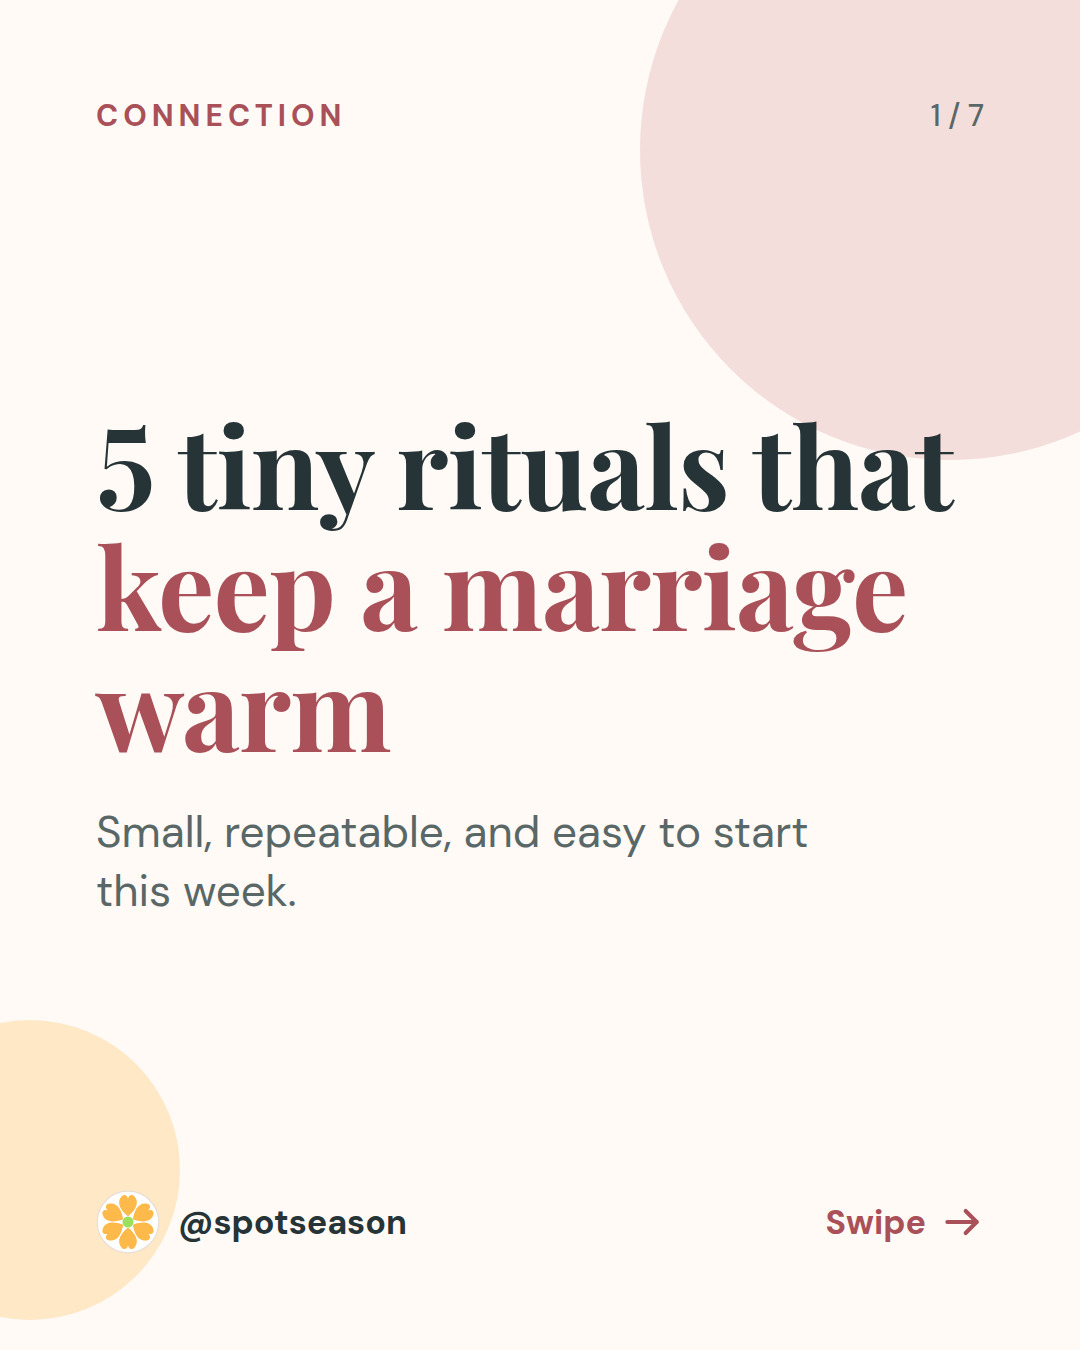 CONNECTION
1 / 7
5 tiny rituals that
keep a marriage
warm
Small, repeatable, and easy to start
this week.
@spotseason
Swipe →